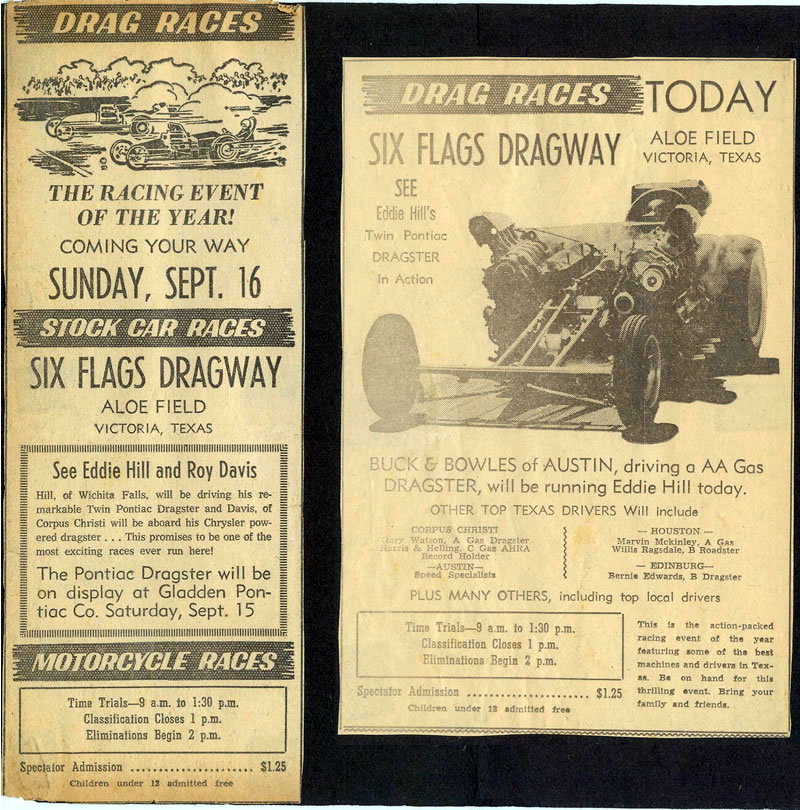 DRAG RACES
THE RACING EVENT
OF THE YEAR!
COMING YOUR WAY
SUNDAY, SEPT. 16
STOCK CAR RACES
SIX FLAGS DRAGWAY
ALOE FIELD
VICTORIA, TEXAS
See Eddie Hill and Roy Davis
Hill, of Wichita Falls, will be driving his re-
markable Twin Pontiac Dragster and Davis, of
Corpus Christi will be aboard his Chrysler pow-
ered dragster . . . This promises to be one of the
most exciting races ever run here!
The Pontiac Dragster will be
on display at Gladden Pon-
tiac Co. Saturday, Sept. 15
MOTORCYCLE RACES
Time Trials—9 a.m. to 1:30 p.m.
Classification Closes 1 p.m.
Eliminations Begin 2 p.m.
Spectator Admission ........................ $1.25
Children under 12 admitted free
DRAG RACES TODAY
SIX FLAGS DRAGWAY
ALOE FIELD
VICTORIA, TEXAS
SEE
Eddie Hill's
Twin Pontiac
DRAGSTER
In Action
BUCK & BOWLES of AUSTIN, driving a AA Gas
DRAGSTER, will be running Eddie Hill today.
OTHER TOP TEXAS DRIVERS Will include
CORPUS CHRISTI
Gary Watson, A Gas Dragster
Harris & Helling, C Gas AHRA
Record Holder
—AUSTIN—
Speed Specialists
— HOUSTON —
Marvin Mckinley, A Gas
Willis Ragsdale, B Roadster
— EDINBURG—
Bernie Edwards, B Dragster
PLUS MANY OTHERS, including top local drivers
Time Trials—9 a.m. to 1:30 p.m.
Classification Closes 1 p.m.
Eliminations Begin 2 p.m.
Spectator Admission ........................ $1.25
Children under 12 admitted free
This is the action-packed
racing event of the year
featuring some of the best
machines and drivers in Tex-
as. Be on hand for this
thrilling event. Bring your
family and friends.